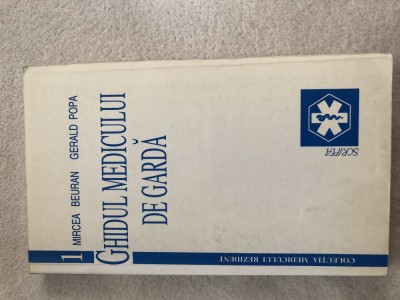 1
MIRCEA BEURAN GERALD POPA
GHIDUL MEDICULUI
DE GARDĂ
SCRIPTA
COLECȚIA MEDICULUI REZIDENT